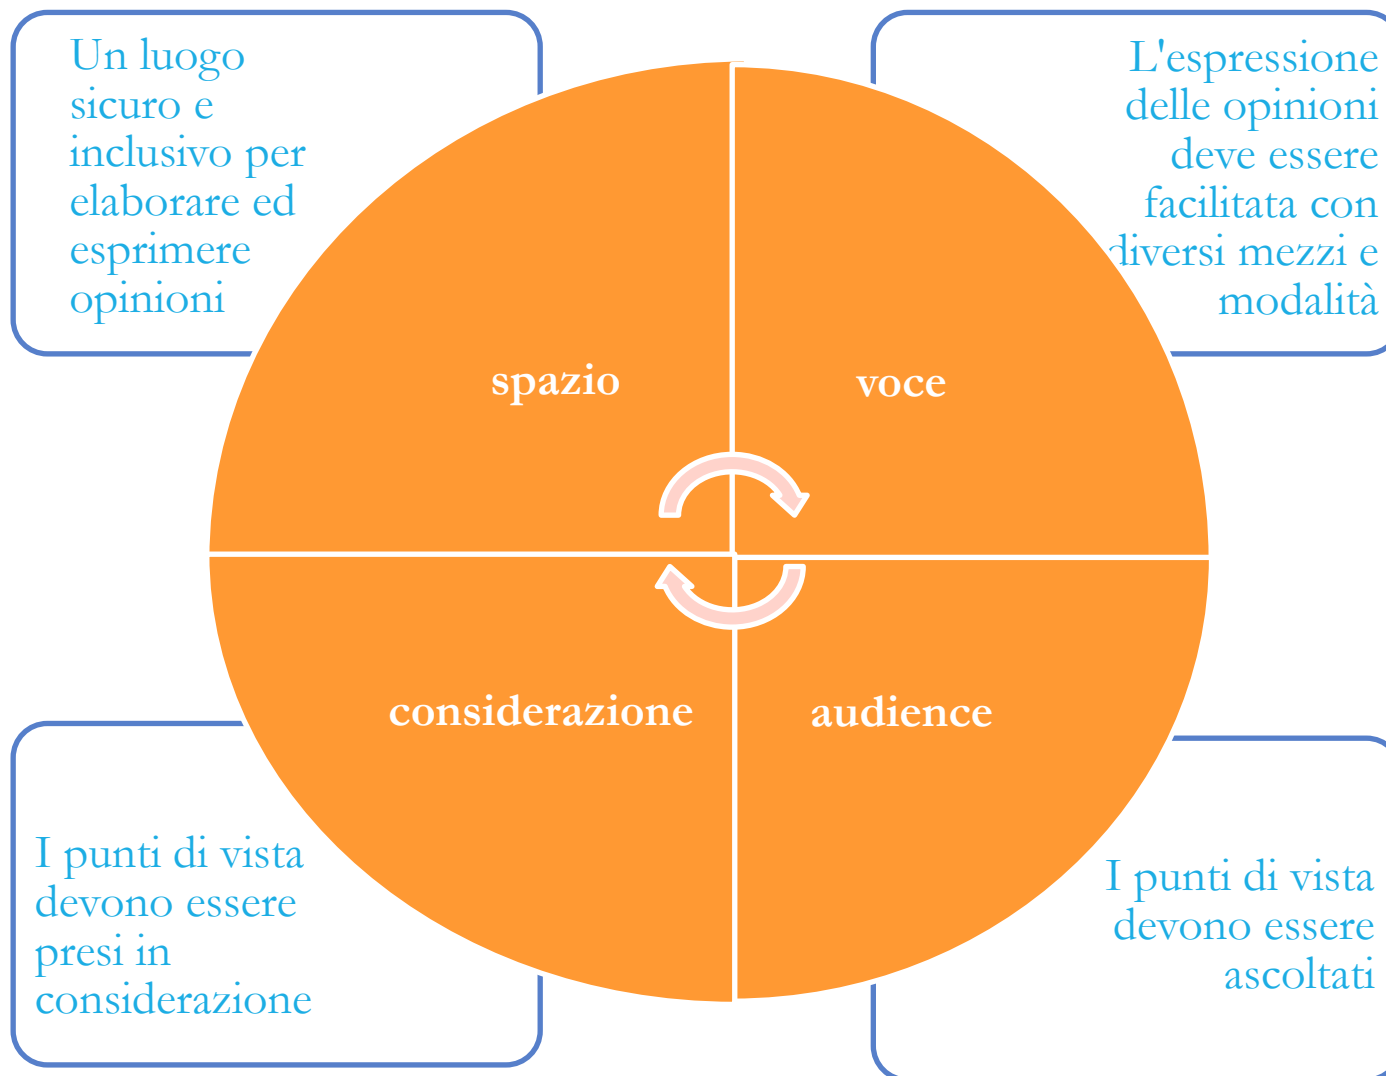 Un luogo
sicuro e
inclusivo per
elaborare ed
esprimere
opinioni
L'espressione
delle opinioni
deve essere
facilitata con
diversi mezzi e
modalità
spazio
voce
considerazione
audience
I punti di vista
devono essere
presi in
considerazione
I punti di vista
devono essere
ascoltati